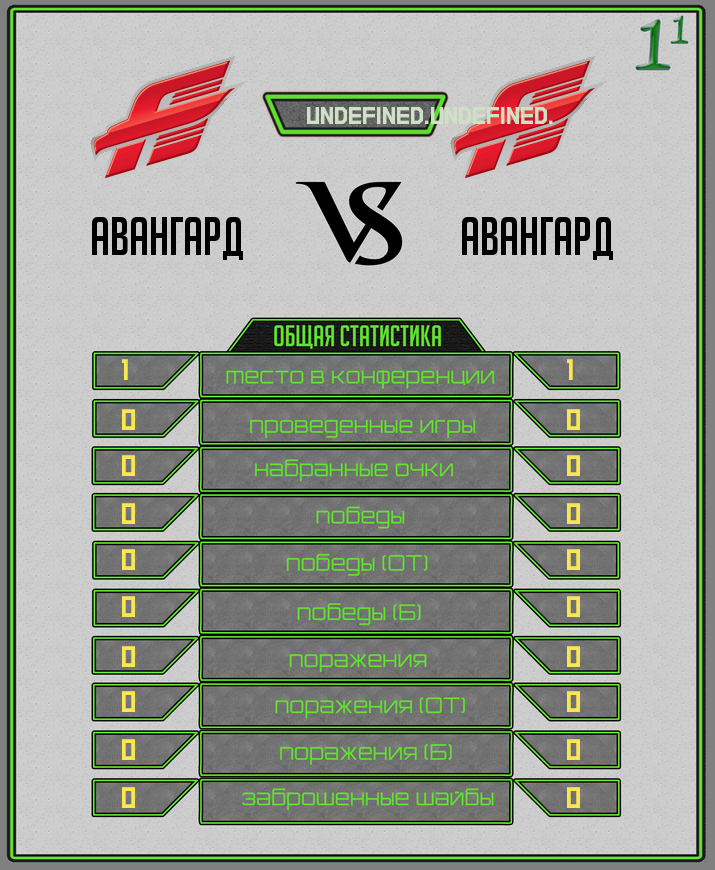 1 1
UNDEFINED.UNDEFINED.
VS
АВАНГАРД АВАНГАРД
ОБЩАЯ СТАТИСТИКА
1 место в конференции 1
0 проведенные игры 0
0 набранные очки 0
0 победы 0
0 победы (ОТ) 0
0 победы (Б) 0
0 поражения 0
0 поражения (ОТ) 0
0 поражения (Б) 0
0 заброшенные шайбы 0